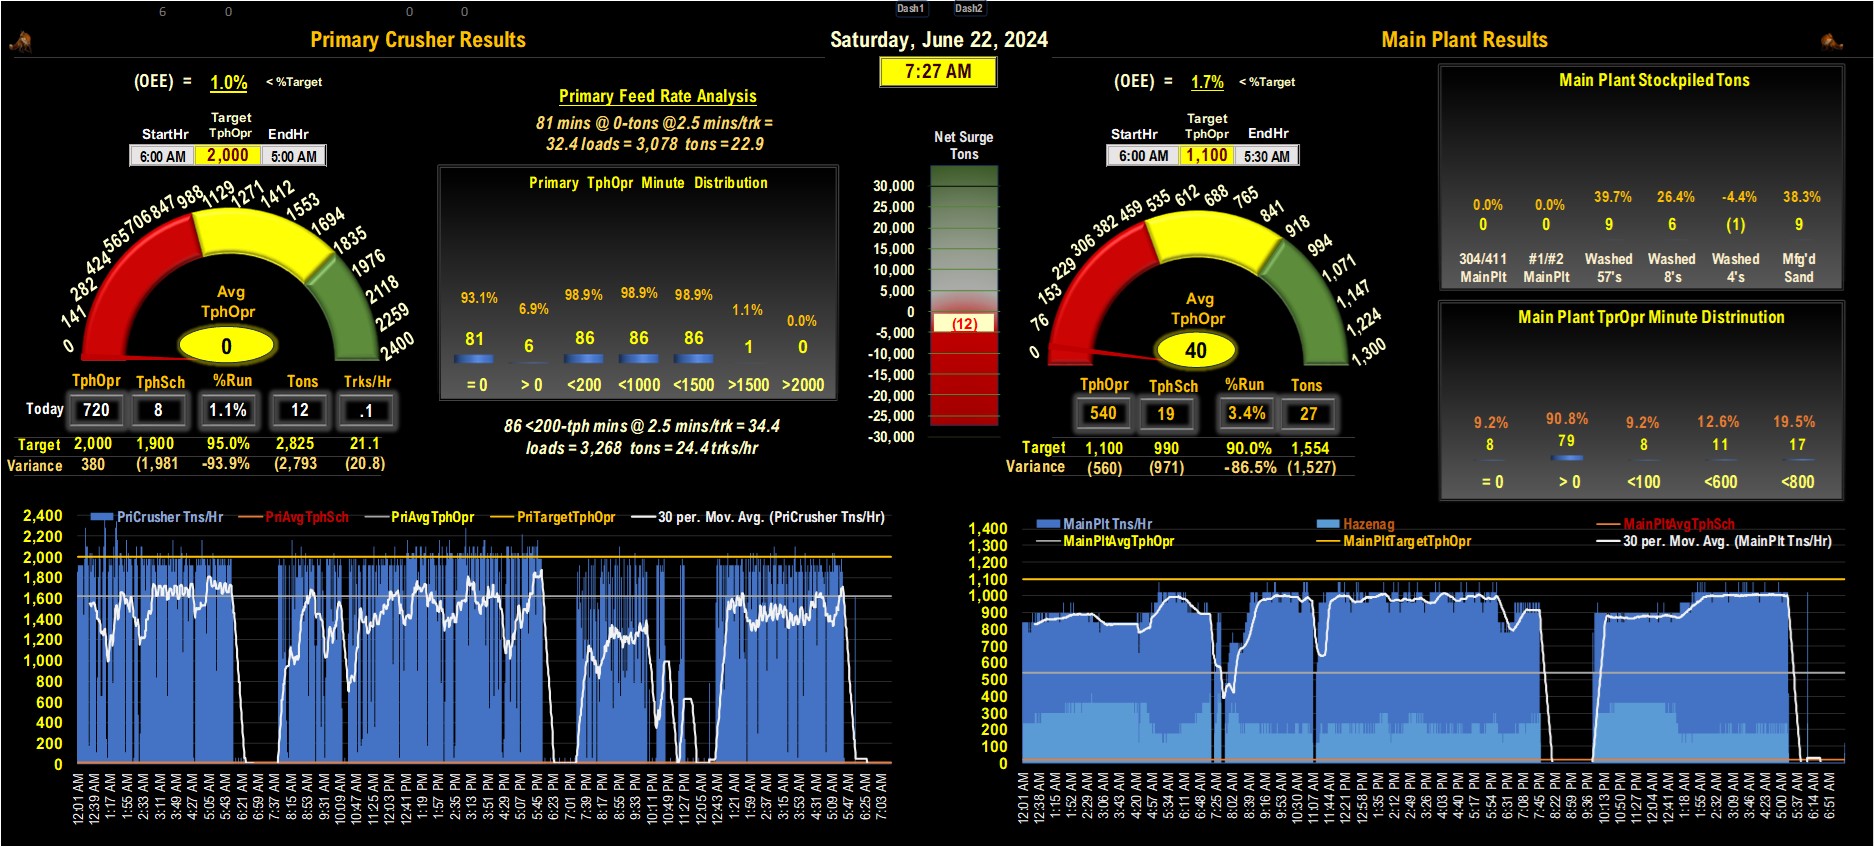 6 0 0 0 Dash1 Dash2
Primary Crusher Results
Saturday, June 22, 2024
Main Plant Results
7:27 AM
(OEE) = 1.0% < %Target
Target
StartHr TphOpr EndHr
6:00 AM 2,000 5:00 AM
0 141 282 424 565 706 847 988 1129 1271 1412 1553 1694 1835 1976 2118 2259 2400
Avg
TphOpr
0
TphOpr TphSch %Run Tons Trks/Hr
Today 720 8 1.1% 12 .1
Target 2,000 1,900 95.0% 2,825 21.1
Variance 380 (1,981 -93.9% (2,793 (20.8)
Primary Feed Rate Analysis
81 mins @ 0-tons @2.5 mins/trk =
32.4 loads = 3,078 tons = 22.9
Primary TphOpr Minute Distribution
93.1% 6.9% 98.9% 98.9% 98.9% 1.1% 0.0%
81 6 86 86 86 1 0
= 0 > 0 <200 <1000 <1500 >1500 >2000
86 <200-tph mins @ 2.5 mins/trk = 34.4
loads = 3,268 tons = 24.4 trks/hr
Net Surge
Tons
30,000
25,000
20,000
15,000
10,000
5,000
0
(12)
-5,000
-10,000
-15,000
-20,000
-25,000
-30,000
(OEE) = 1.7% < %Target
Target
StartHr TphOpr EndHr
6:00 AM 1,100 5:30 AM
0 76 153 229 306 382 459 535 612 688 765 841 918 994 1,071 1,147 1,224 1,300
Avg
TphOpr
40
TphOpr TphSch %Run Tons
540 19 3.4% 27
Target 1,100 990 90.0% 1,554
Variance (560) (971) -86.5% (1,527)
Main Plant Stockpiled Tons
0.0% 0.0% 39.7% 26.4% -4.4% 38.3%
0 0 9 6 (1) 9
304/411 #1/#2 Washed Washed Washed Mfg'd
MainPlt MainPlt 57's 8's 4's Sand
Main Plant TprOpr Minute Distrinution
9.2% 90.8% 9.2% 12.6% 19.5%
8 79 8 11 17
= 0 > 0 <100 <600 <800
PriCrusher Tns/Hr PriAvgTphSch PriAvgTphOpr PriTargetTphOpr 30 per. Mov. Avg. (PriCrusher Tns/Hr)
2,400
2,200
2,000
1,800
1,600
1,400
1,200
1,000
800
600
400
200
0
12:01 AM 12:39 AM 1:17 AM 1:55 AM 2:33 AM 3:11 AM 3:49 AM 4:27 AM 5:05 AM 5:43 AM 6:21 AM 6:59 AM 7:37 AM 8:15 AM 8:53 AM 9:31 AM 10:09 AM 10:47 AM 11:25 AM 12:03 PM 12:41 PM 1:19 PM 1:57 PM 2:35 PM 3:13 PM 3:51 PM 4:29 PM 5:07 PM 5:45 PM 6:23 PM 7:01 PM 7:39 PM 8:17 PM 8:55 PM 9:33 PM 10:11 PM 10:49 PM 11:27 PM 12:05 AM 12:43 AM 1:21 AM 1:59 AM 2:37 AM 3:15 AM 3:53 AM 4:31 AM 5:09 AM 5:47 AM 6:25 AM 7:03 AM
MainPlt Tns/Hr Hazenag MainPltAvgTphSch
MainPltAvgTphOpr MainPltTargetTphOpr 30 per. Mov. Avg. (MainPlt Tns/Hr)
1,400
1,300
1,200
1,100
1,000
900
800
700
600
500
400
300
200
100
0
12:01 AM 12:38 AM 1:15 AM 1:52 AM 2:29 AM 3:06 AM 3:43 AM 4:20 AM 4:57 AM 5:34 AM 6:11 AM 6:48 AM 7:25 AM 8:02 AM 8:39 AM 9:16 AM 9:53 AM 10:30 AM 11:07 AM 11:44 AM 12:21 PM 12:58 PM 1:35 PM 2:12 PM 2:49 PM 3:26 PM 4:03 PM 4:40 PM 5:17 PM 5:54 PM 6:31 PM 7:08 PM 7:45 PM 8:22 PM 8:59 PM 9:36 PM 10:13 PM 10:50 PM 11:27 PM 12:04 AM 12:41 AM 1:18 AM 1:55 AM 2:32 AM 3:09 AM 3:46 AM 4:23 AM 5:00 AM 5:37 AM 6:14 AM 6:51 AM